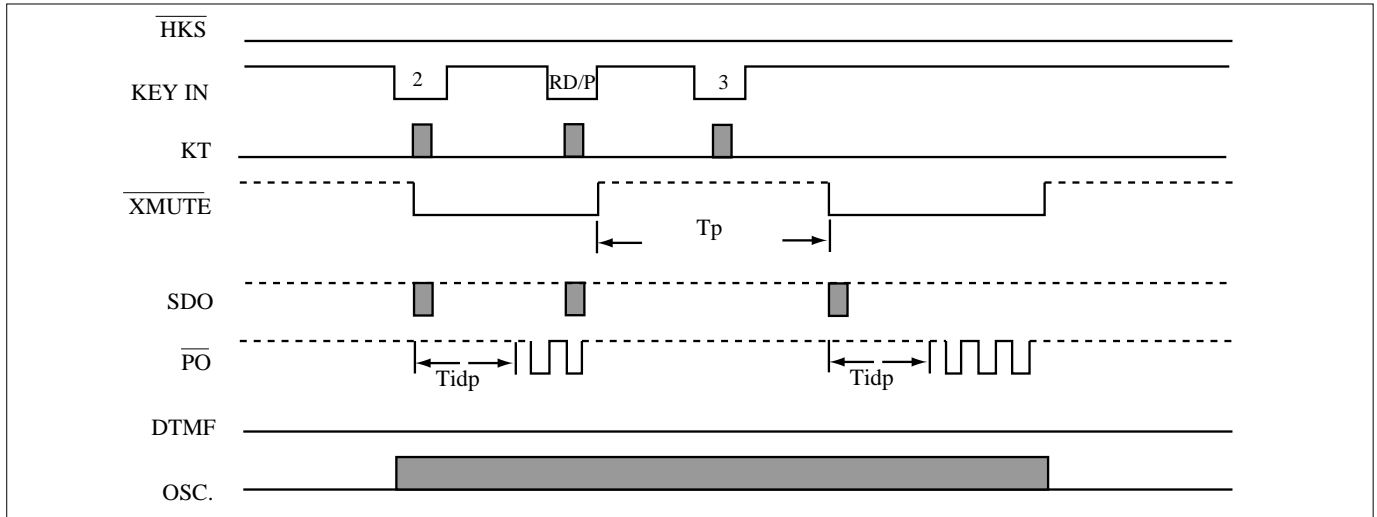 HKS
KEY IN 2 RD/P 3
KT
XMUTE
Tp
SDO
PO
Tidp Tidp
DTMF
OSC.